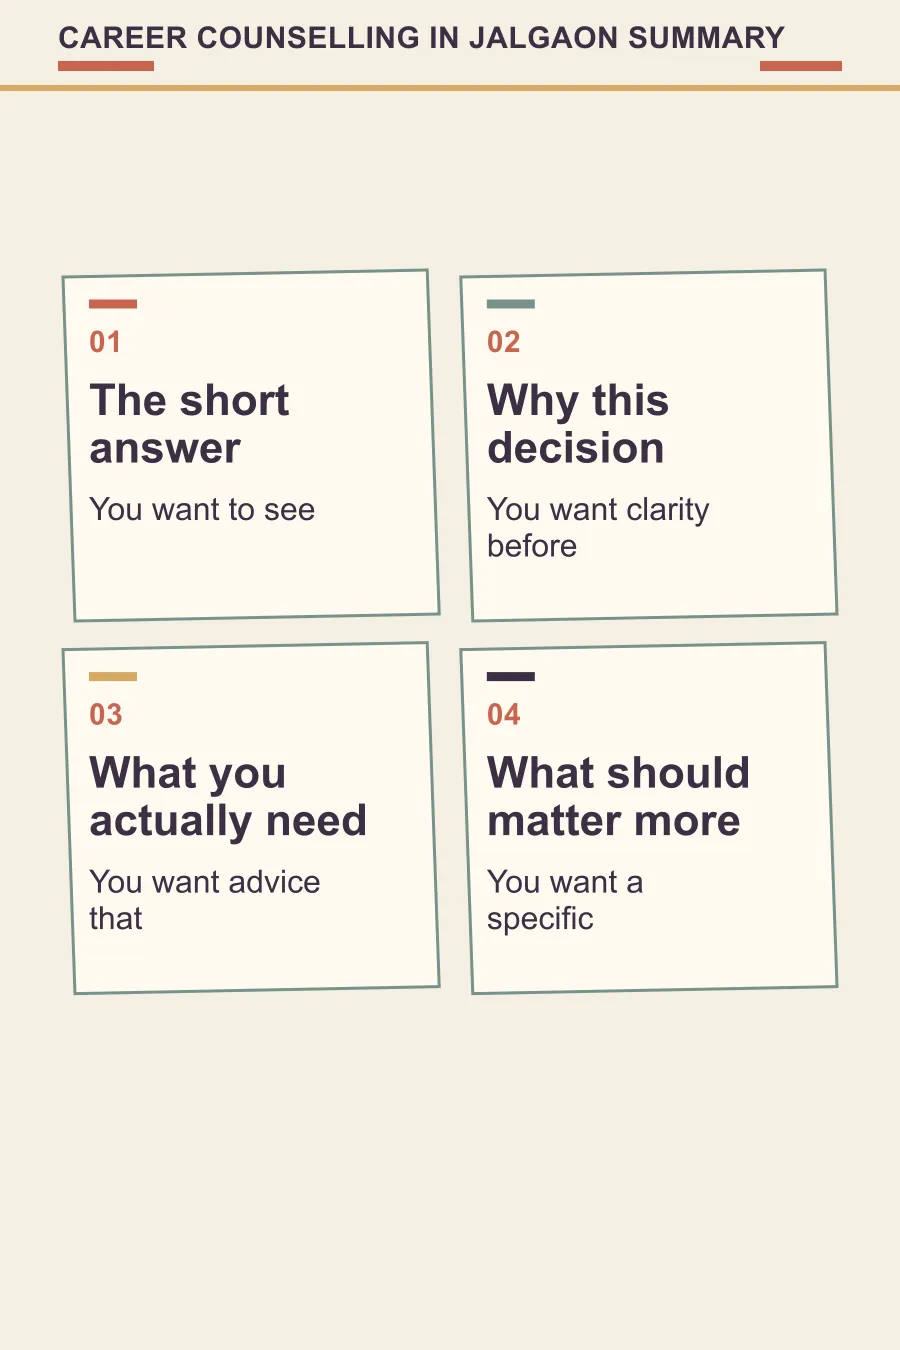 CAREER COUNSELLING IN JALGAON SUMMARY
01
The short
answer
You want to see
02
Why this
decision
You want clarity
before
03
What you
actually need
You want advice
that
04
What should
matter more
You want a
specific